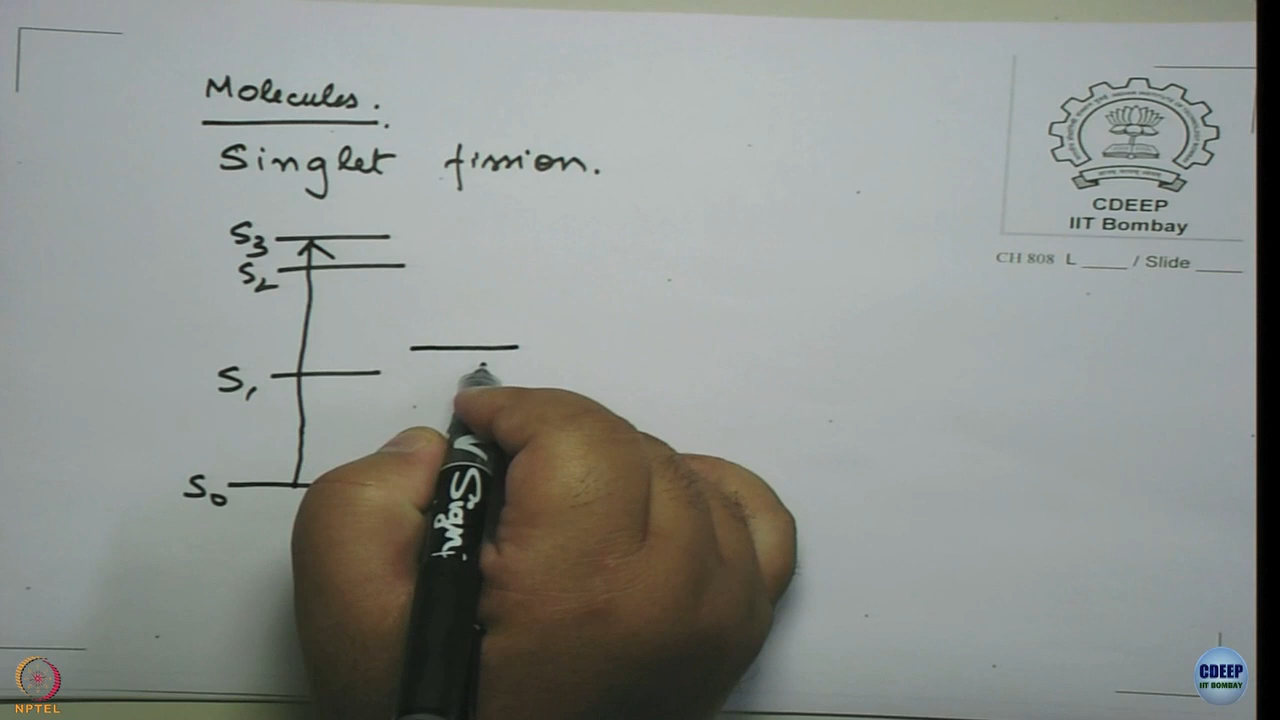 Molecules.
Singlet fission.
S3
S2
S1
S0
CDEEP
IIT Bombay
CH 808 L ____ / Slide ____
Sign
NPTEL
CDEEP
IIT BOMBAY